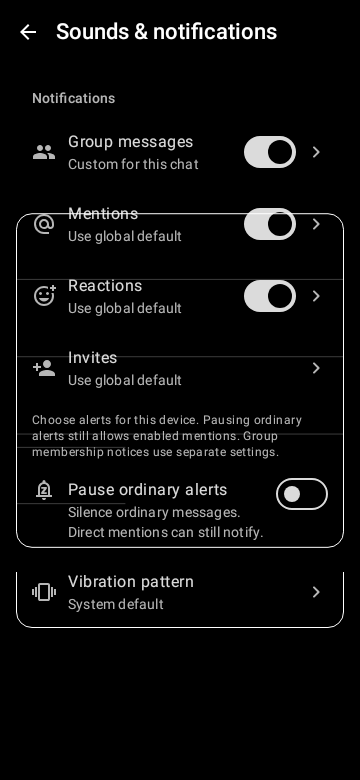 Sounds & notifications
Notifications
Group messages
Custom for this chat
Mentions
Use global default
Reactions
Use global default
Invites
Use global default
Choose alerts for this device. Pausing ordinary
alerts still allows enabled mentions. Group
membership notices use separate settings.
Pause ordinary alerts
Silence ordinary messages.
Direct mentions can still notify.
Vibration pattern
System default